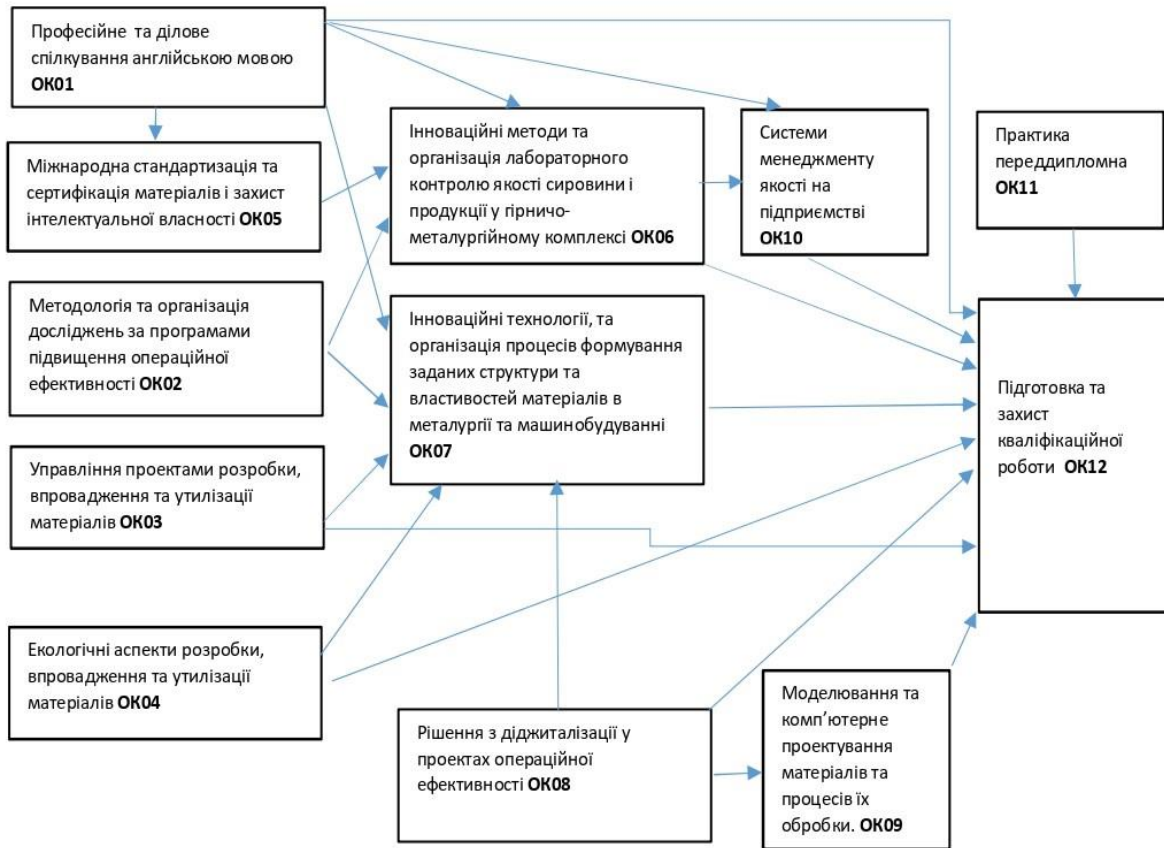 Професійне та ділове
спілкування англійською мовою
ОК01
Міжнародна стандартизація та
сертифікація матеріалів і захист
інтелектуальної власності ОК05
Методологія та організація
досліджень за програмами
підвищення операційної
ефективності ОК02
Управління проектами розробки,
впровадження та утилизації
матеріалів ОК03
Екологічні аспекти розробки,
впровадження та утилизації
матеріалів ОК04
Інноваційні методи та
організація лабораторного
контролю якості сировини і
продукції у гірничо-
металургійному комплексі ОК06
Інноваційні технології, та
організація процесів формування
заданих структури та
властивостей матеріалів в
металургії та машинобудуванні
ОК07
Рішення з діджиталізації у
проектах операційної
ефективності ОК08
Системи
менеджменту
якості на
підприємстві
ОК10
Моделювання та
комп’ютерне
проектування
матеріалів та
процесів їх
обробки. ОК09
Практика
переддипломна
ОК11
Підготовка та
захист
кваліфікаційної
роботи ОК12